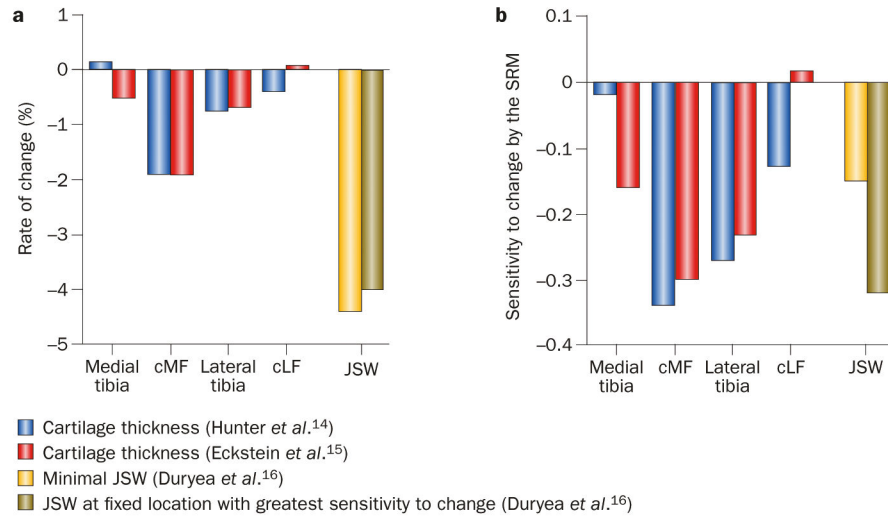 a
1
0
–1
–2
–3
–4
–5
Rate of change (%)
Medial tibia
cMF
Lateral tibia
cLF
JSW
b
0.1
0
–0.1
–0.2
–0.3
–0.4
Sensitivity to change by the SRM
Medial tibia
cMF
Lateral tibia
cLF
JSW
Cartilage thickness (Hunter et al.14)
Cartilage thickness (Eckstein et al.15)
Minimal JSW (Duryea et al.16)
JSW at fixed location with greatest sensitivity to change (Duryea et al.16)